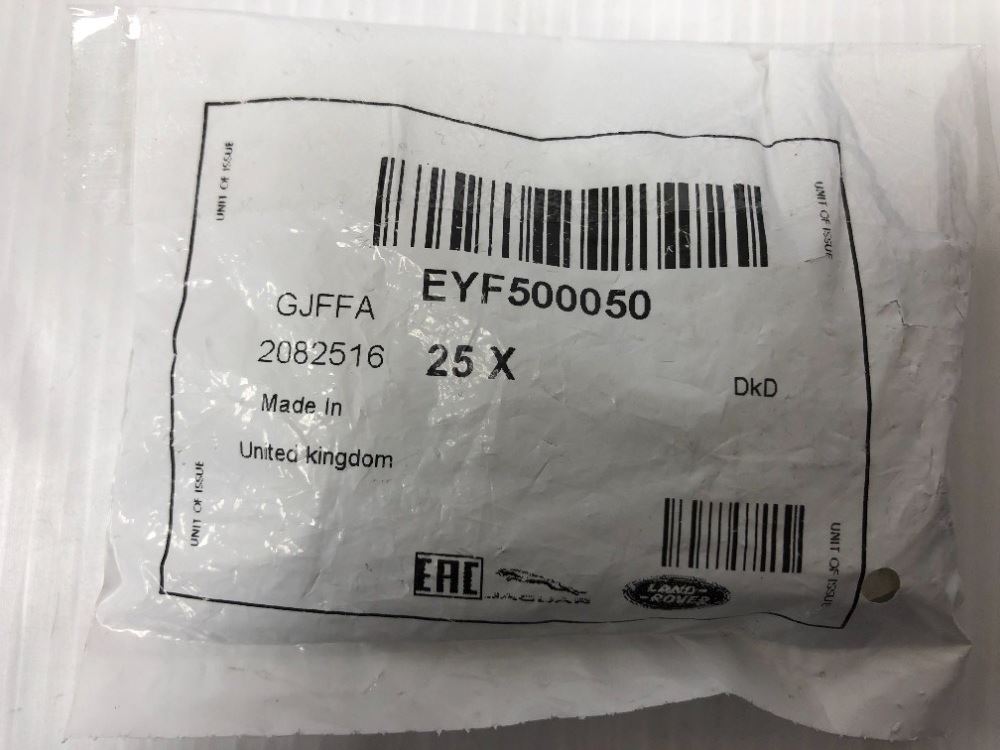 UNIT OF ISSUE
UNIT OF ISSUE
EYF500050
GJFFA
2082516
25 X
DkD
Made In
United kingdom
UNIT OF ISSUE
UNIT OF ISSUE
EAC
JAGUAR
LAND-
-ROVER